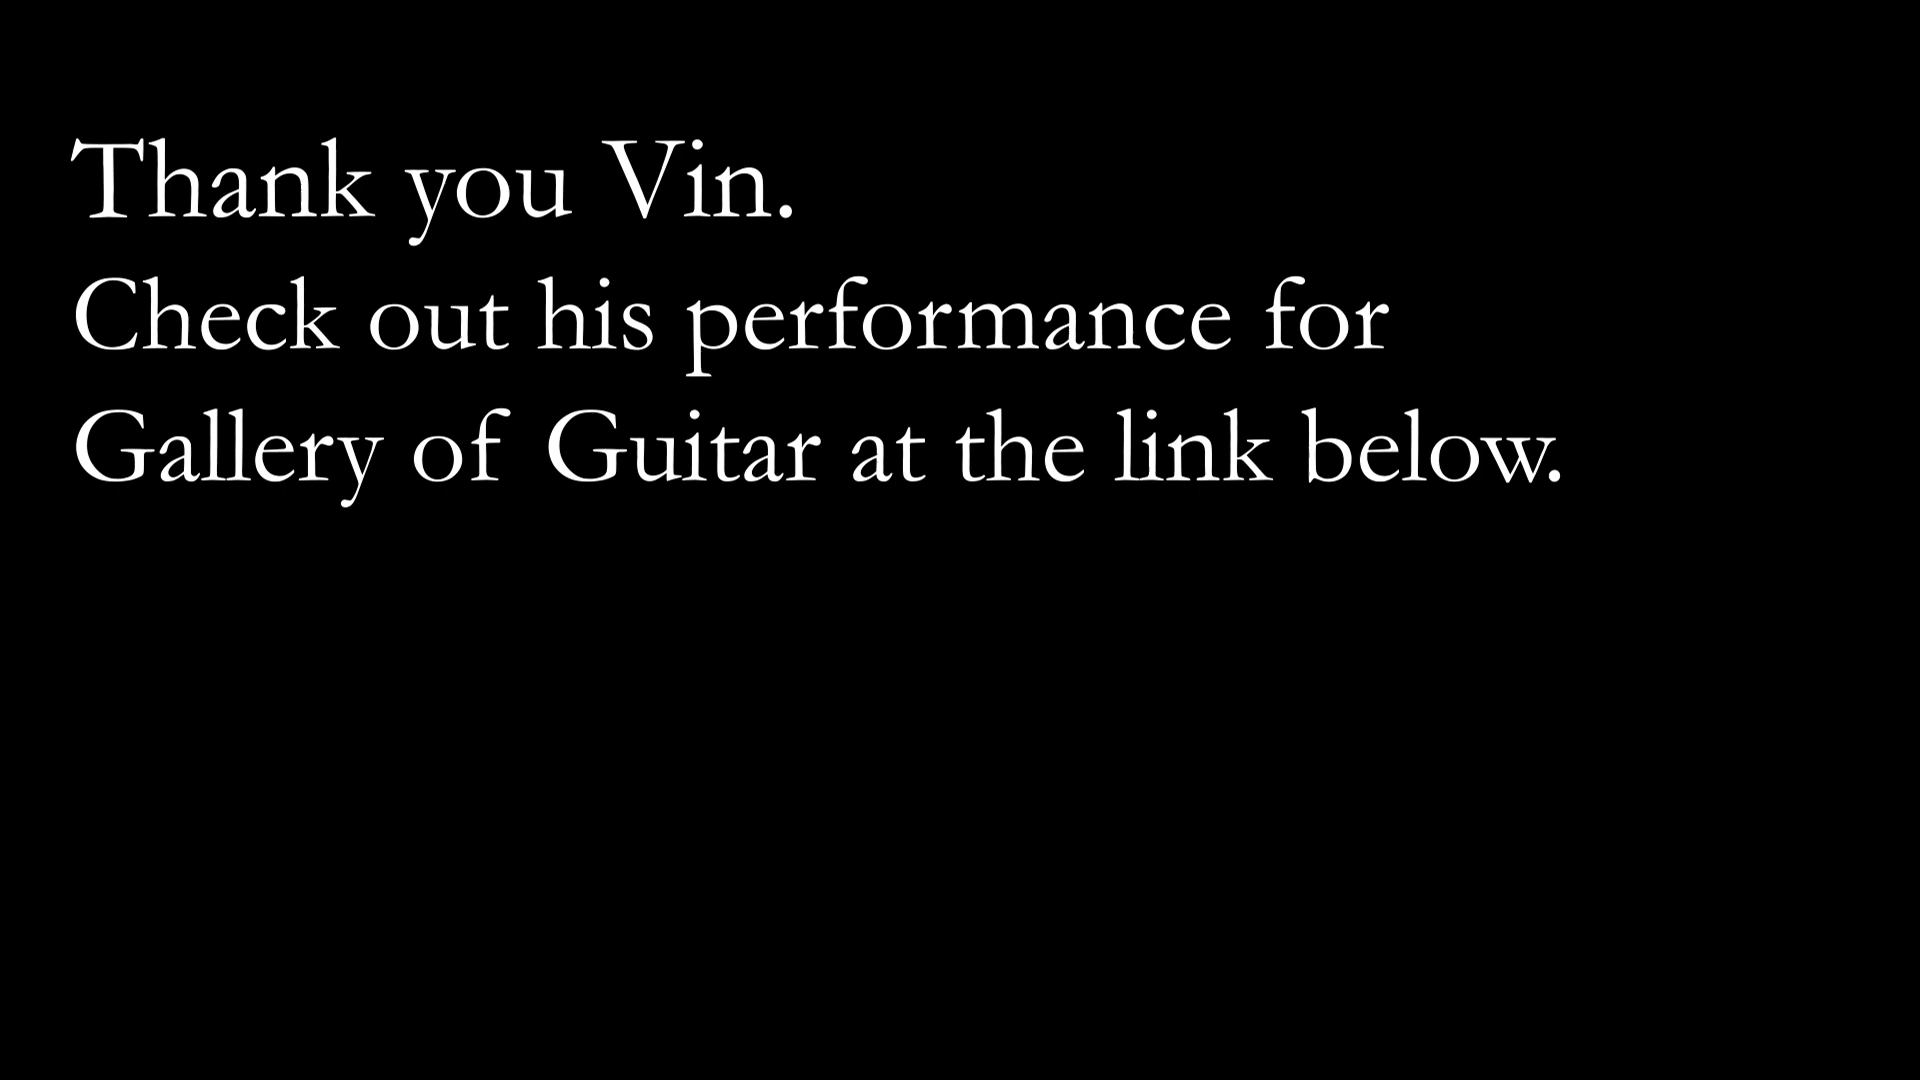 Thank you Vin.
Check out his performance for
Gallery of Guitar at the link below.